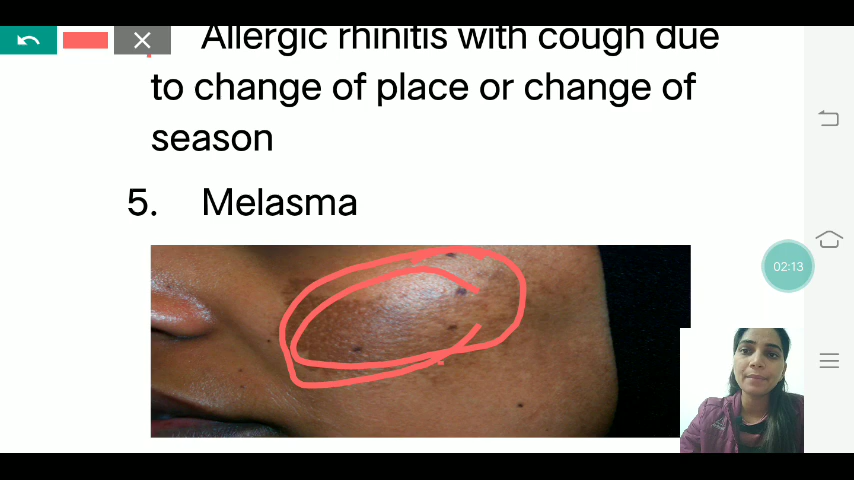 Allergic rhinitis with cough due
to change of place or change of
season
5. Melasma
02:13